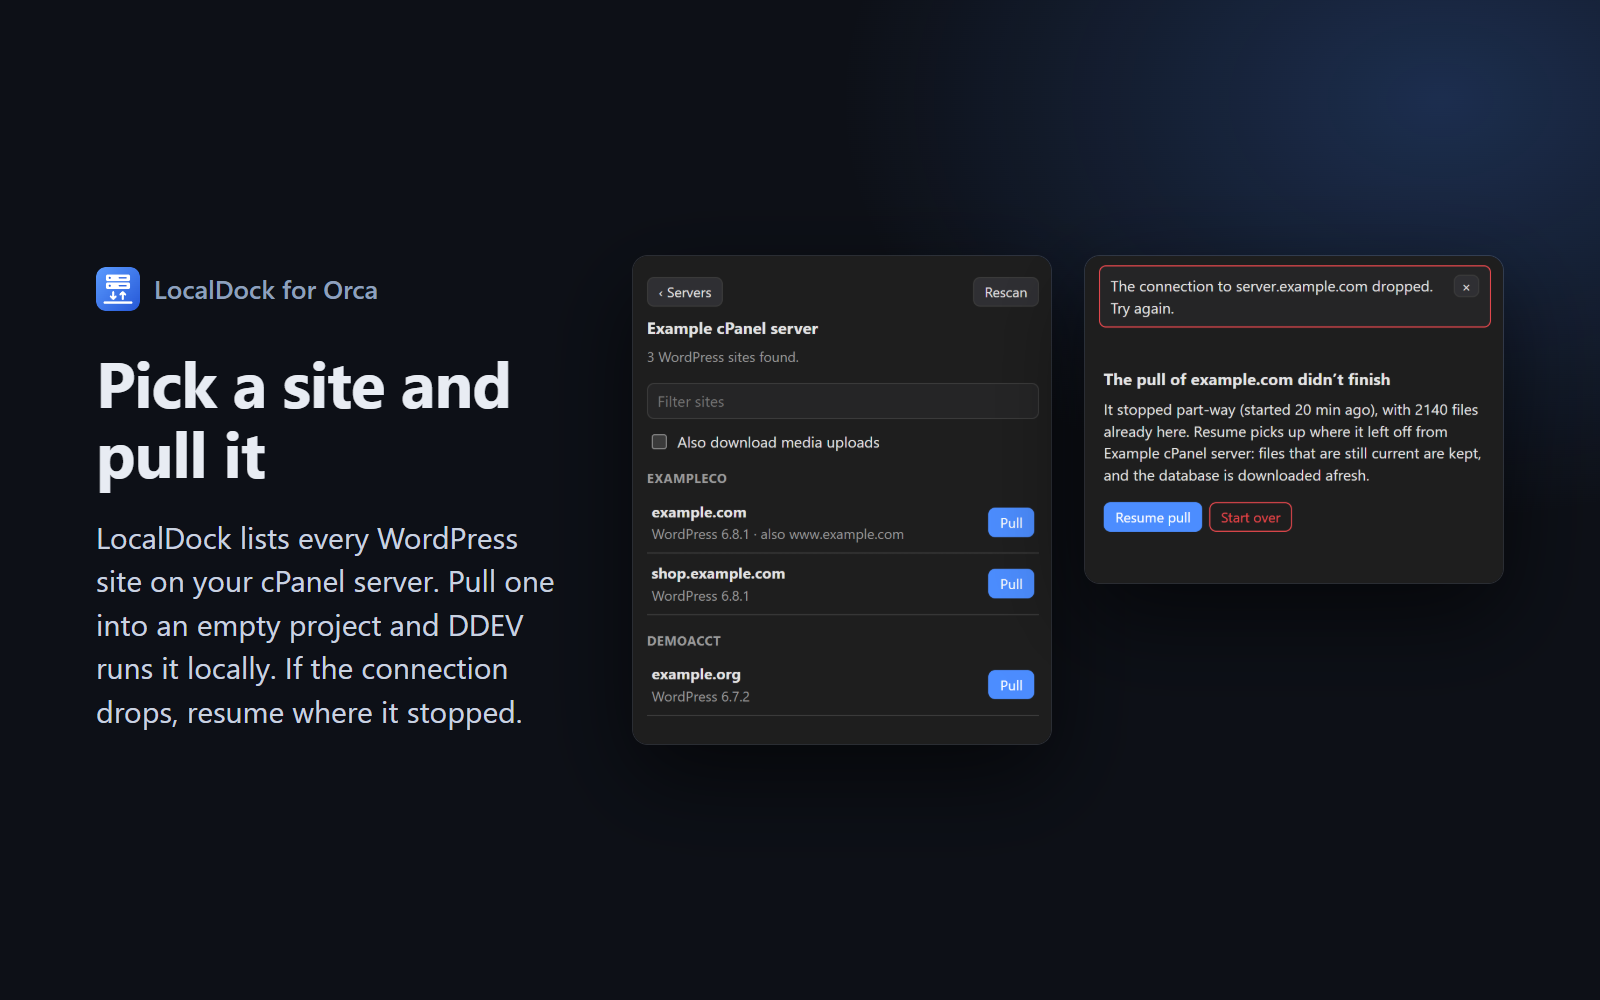 LocalDock for Orca
Pick a site and
pull it
LocalDock lists every WordPress
site on your cPanel server. Pull one
into an empty project and DDEV
runs it locally. If the connection
drops, resume where it stopped.
‹ Servers
Rescan
Example cPanel server
3 WordPress sites found.
Filter sites
Also download media uploads
EXAMPLECO
example.com
WordPress 6.8.1 · also www.example.com
Pull
shop.example.com
WordPress 6.8.1
Pull
DEMOACCT
example.org
WordPress 6.7.2
Pull
The connection to server.example.com dropped.
Try again.
×
The pull of example.com didn’t finish
It stopped part-way (started 20 min ago), with 2140 files
already here. Resume picks up where it left off from
Example cPanel server: files that are still current are kept,
and the database is downloaded afresh.
Resume pull
Start over